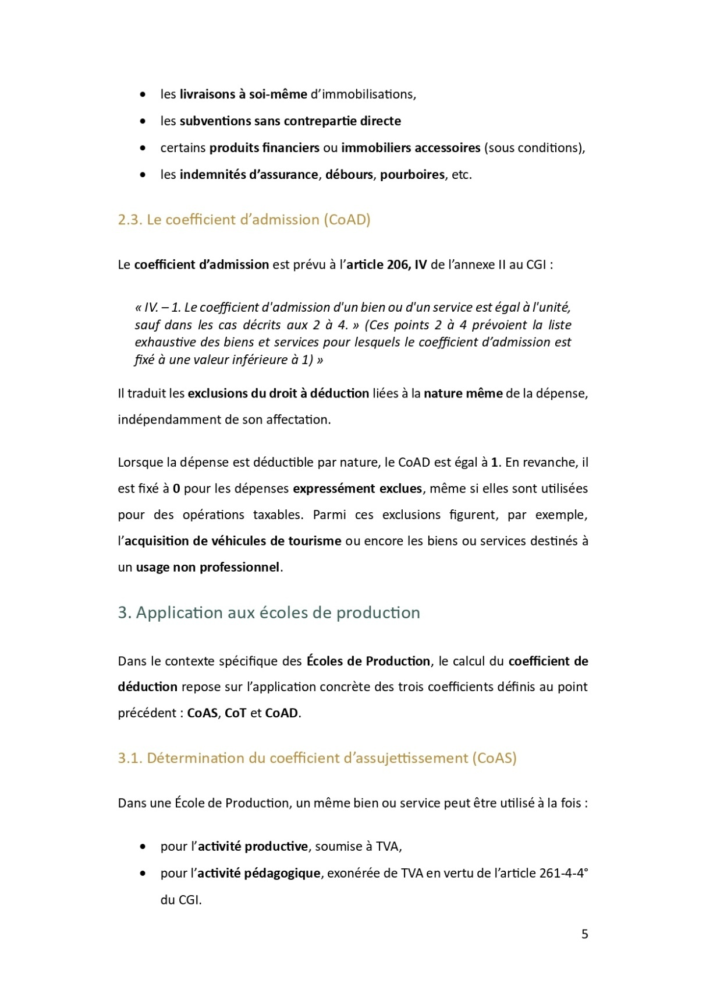 • les livraisons à soi-même d’immobilisations,
• les subventions sans contrepartie directe
• certains produits financiers ou immobiliers accessoires (sous conditions),
• les indemnités d’assurance, débours, pourboires, etc.
2.3. Le coefficient d’admission (CoAD)
Le coefficient d’admission est prévu à l’article 206, IV de l’annexe II au CGI :
« IV. – 1. Le coefficient d'admission d'un bien ou d'un service est égal à l'unité,
sauf dans les cas décrits aux 2 à 4. » (Ces points 2 à 4 prévoient la liste
exhaustive des biens et services pour lesquels le coefficient d’admission est
fixé à une valeur inférieure à 1) »
Il traduit les exclusions du droit à déduction liées à la nature même de la dépense,
indépendamment de son affectation.
Lorsque la dépense est déductible par nature, le CoAD est égal à 1. En revanche, il
est fixé à 0 pour les dépenses expressément exclues, même si elles sont utilisées
pour des opérations taxables. Parmi ces exclusions figurent, par exemple,
l’acquisition de véhicules de tourisme ou encore les biens ou services destinés à
un usage non professionnel.
3. Application aux écoles de production
Dans le contexte spécifique des Écoles de Production, le calcul du coefficient de
déduction repose sur l’application concrète des trois coefficients définis au point
précédent : CoAS, CoT et CoAD.
3.1. Détermination du coefficient d’assujettissement (CoAS)
Dans une École de Production, un même bien ou service peut être utilisé à la fois :
• pour l’activité productive, soumise à TVA,
• pour l’activité pédagogique, exonérée de TVA en vertu de l’article 261-4-4°
du CGI.
5